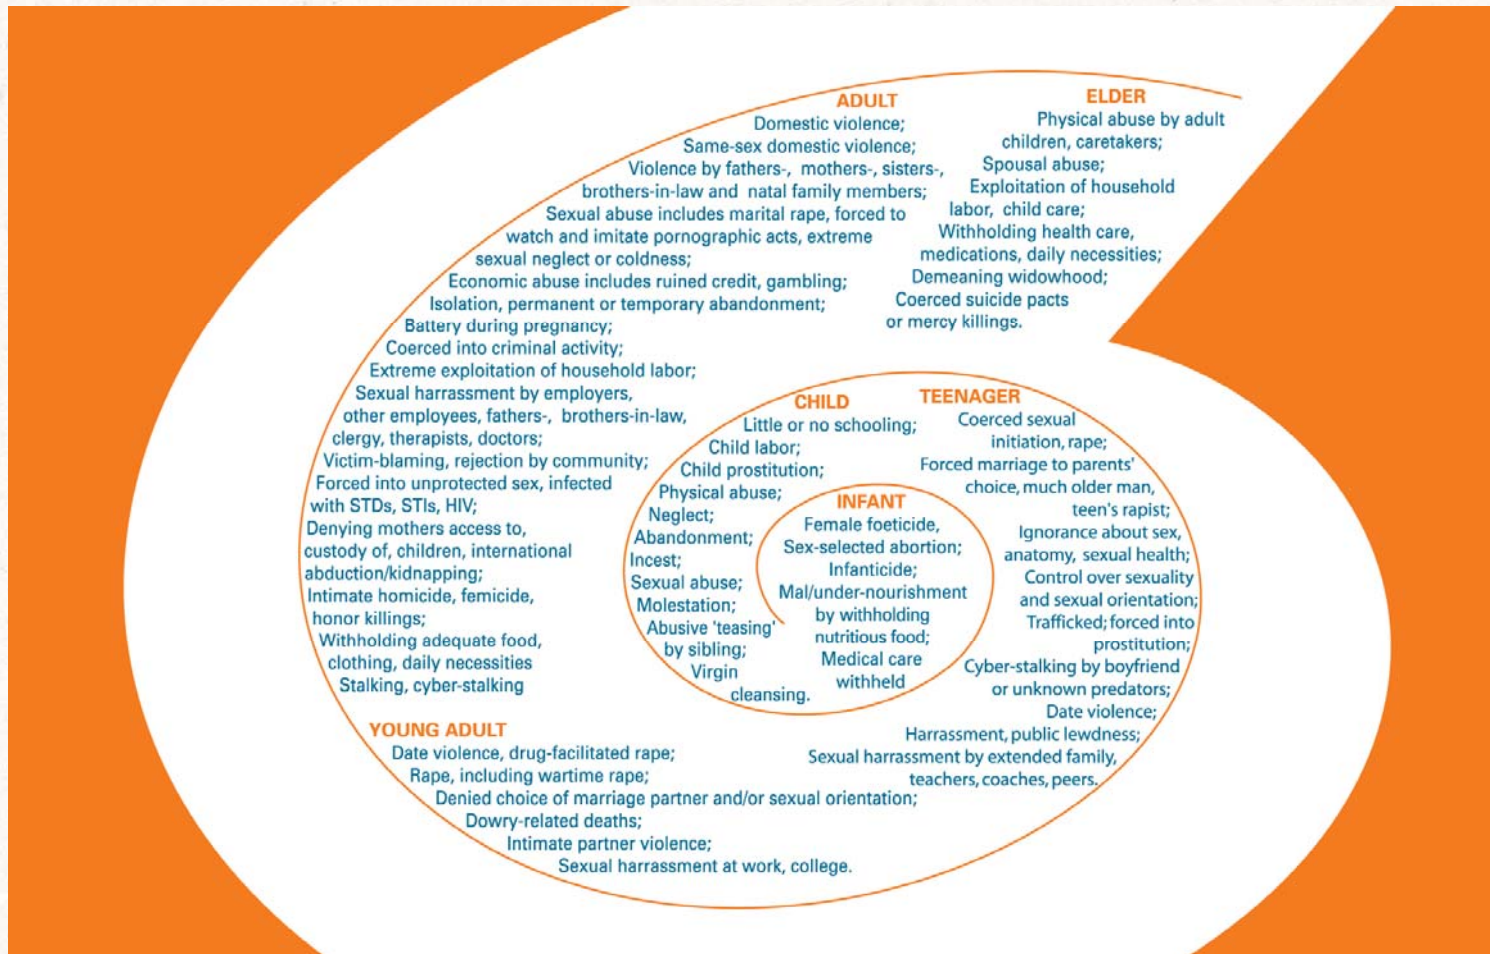 ADULT
Domestic violence;
Same-sex domestic violence;
Violence by fathers-, mothers-, sisters-,
brothers-in-law and natal family members;
Sexual abuse includes marital rape, forced to
watch and imitate pornographic acts, extreme
sexual neglect or coldness;
Economic abuse includes ruined credit, gambling;
Isolation, permanent or temporary abandonment;
Battery during pregnancy;
Coerced into criminal activity;
Extreme exploitation of household labor;
Sexual harrassment by employers,
other employees, fathers-, brothers-in-law,
clergy, therapists, doctors;
Victim-blaming, rejection by community;
Forced into unprotected sex, infected
with STDs, STIs, HIV;
Denying mothers access to,
custody of, children, international
abduction/kidnapping;
Intimate homicide, femicide,
honor killings;
Withholding adequate food,
clothing, daily necessities
Stalking, cyber-stalking
ELDER
Physical abuse by adult
children, caretakers;
Spousal abuse;
Exploitation of household
labor, child care;
Withholding health care,
medications, daily necessities;
Demeaning widowhood;
Coerced suicide pacts
or mercy killings.
CHILD
Little or no schooling;
Child labor;
Child prostitution;
Physical abuse;
Neglect;
Abandonment;
Incest;
Sexual abuse;
Molestation;
Abusive 'teasing'
by sibling;
Virgin
cleansing.
INFANT
Female foeticide,
Sex-selected abortion;
Infanticide;
Mal/under-nourishment
by withholding
nutritious food;
Medical care
withheld
TEENAGER
Coerced sexual
initiation, rape;
Forced marriage to parents'
choice, much older man,
teen's rapist;
Ignorance about sex,
anatomy, sexual health;
Control over sexuality
and sexual orientation;
Trafficked; forced into
prostitution;
Cyber-stalking by boyfriend
or unknown predators;
Date violence;
Harrassment, public lewdness;
Sexual harrassment by extended family,
teachers, coaches, peers.
YOUNG ADULT
Date violence, drug-facilitated rape;
Rape, including wartime rape;
Denied choice of marriage partner and/or sexual orientation;
Dowry-related deaths;
Intimate partner violence;
Sexual harrassment at work, college.